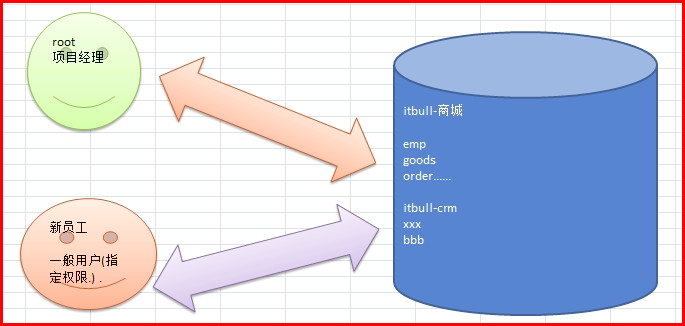 root
项目经理
itbull-商城
emp
goods
order......
itbull-crm
xxx
bbb
新员工
一般用户(指
定权限.) .